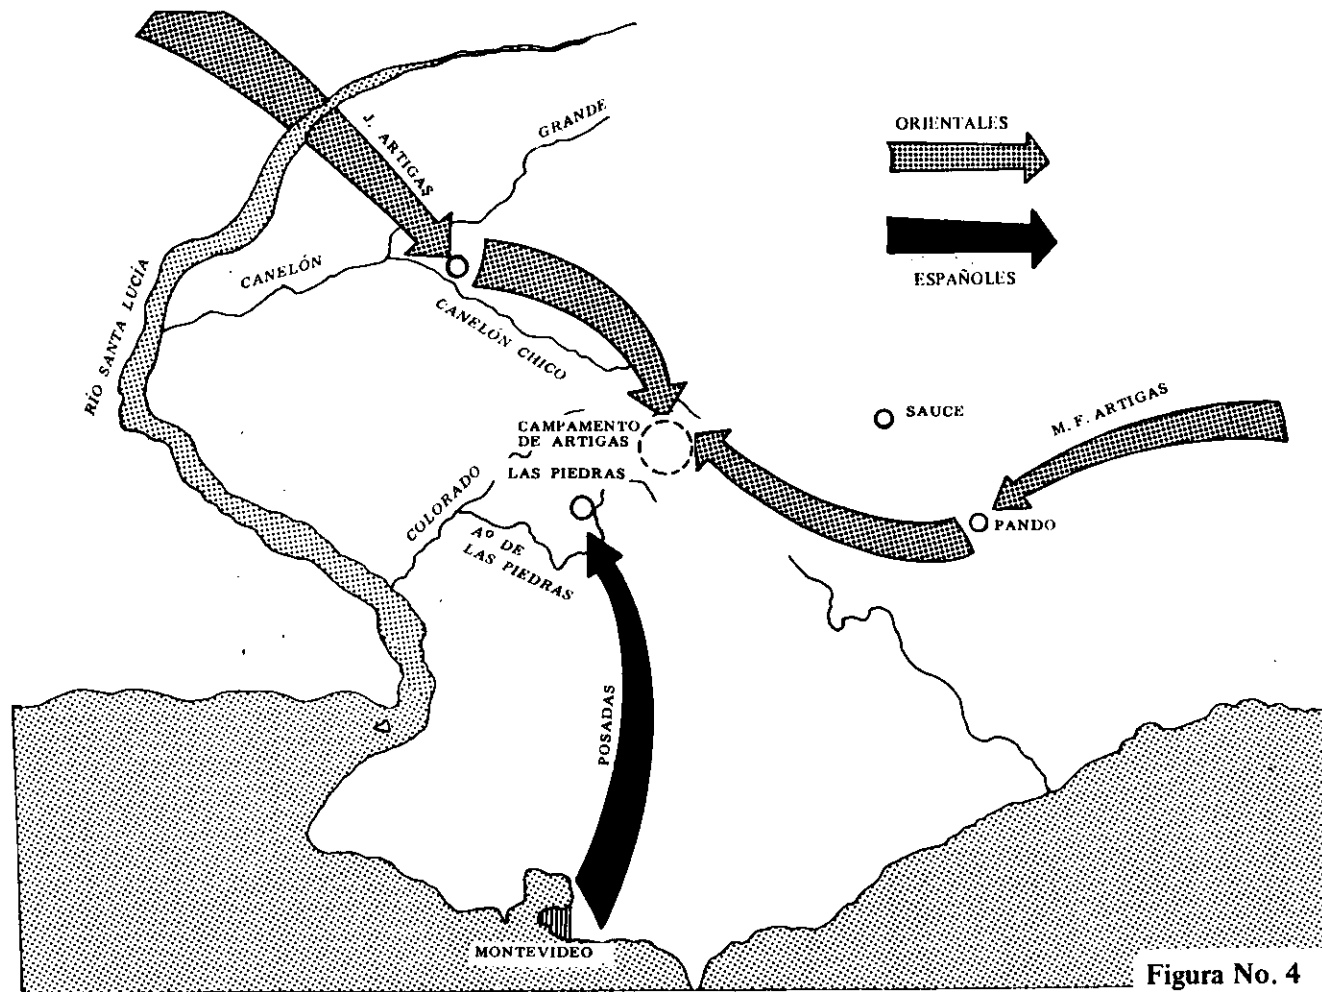 J. ARTIGAS
GRANDE
ORIENTALES
ESPAÑOLES
CANELÓN
RÍO SANTA LUCÍA
CANELÓN CHICO
SAUCE
M. F. ARTIGAS
CAMPAMENTO
DE ARTIGAS
LAS PIEDRAS
COLORADO
Aº DE
LAS PIEDRAS
PANDO
POSADAS
MONTEVIDEO
Figura No. 4